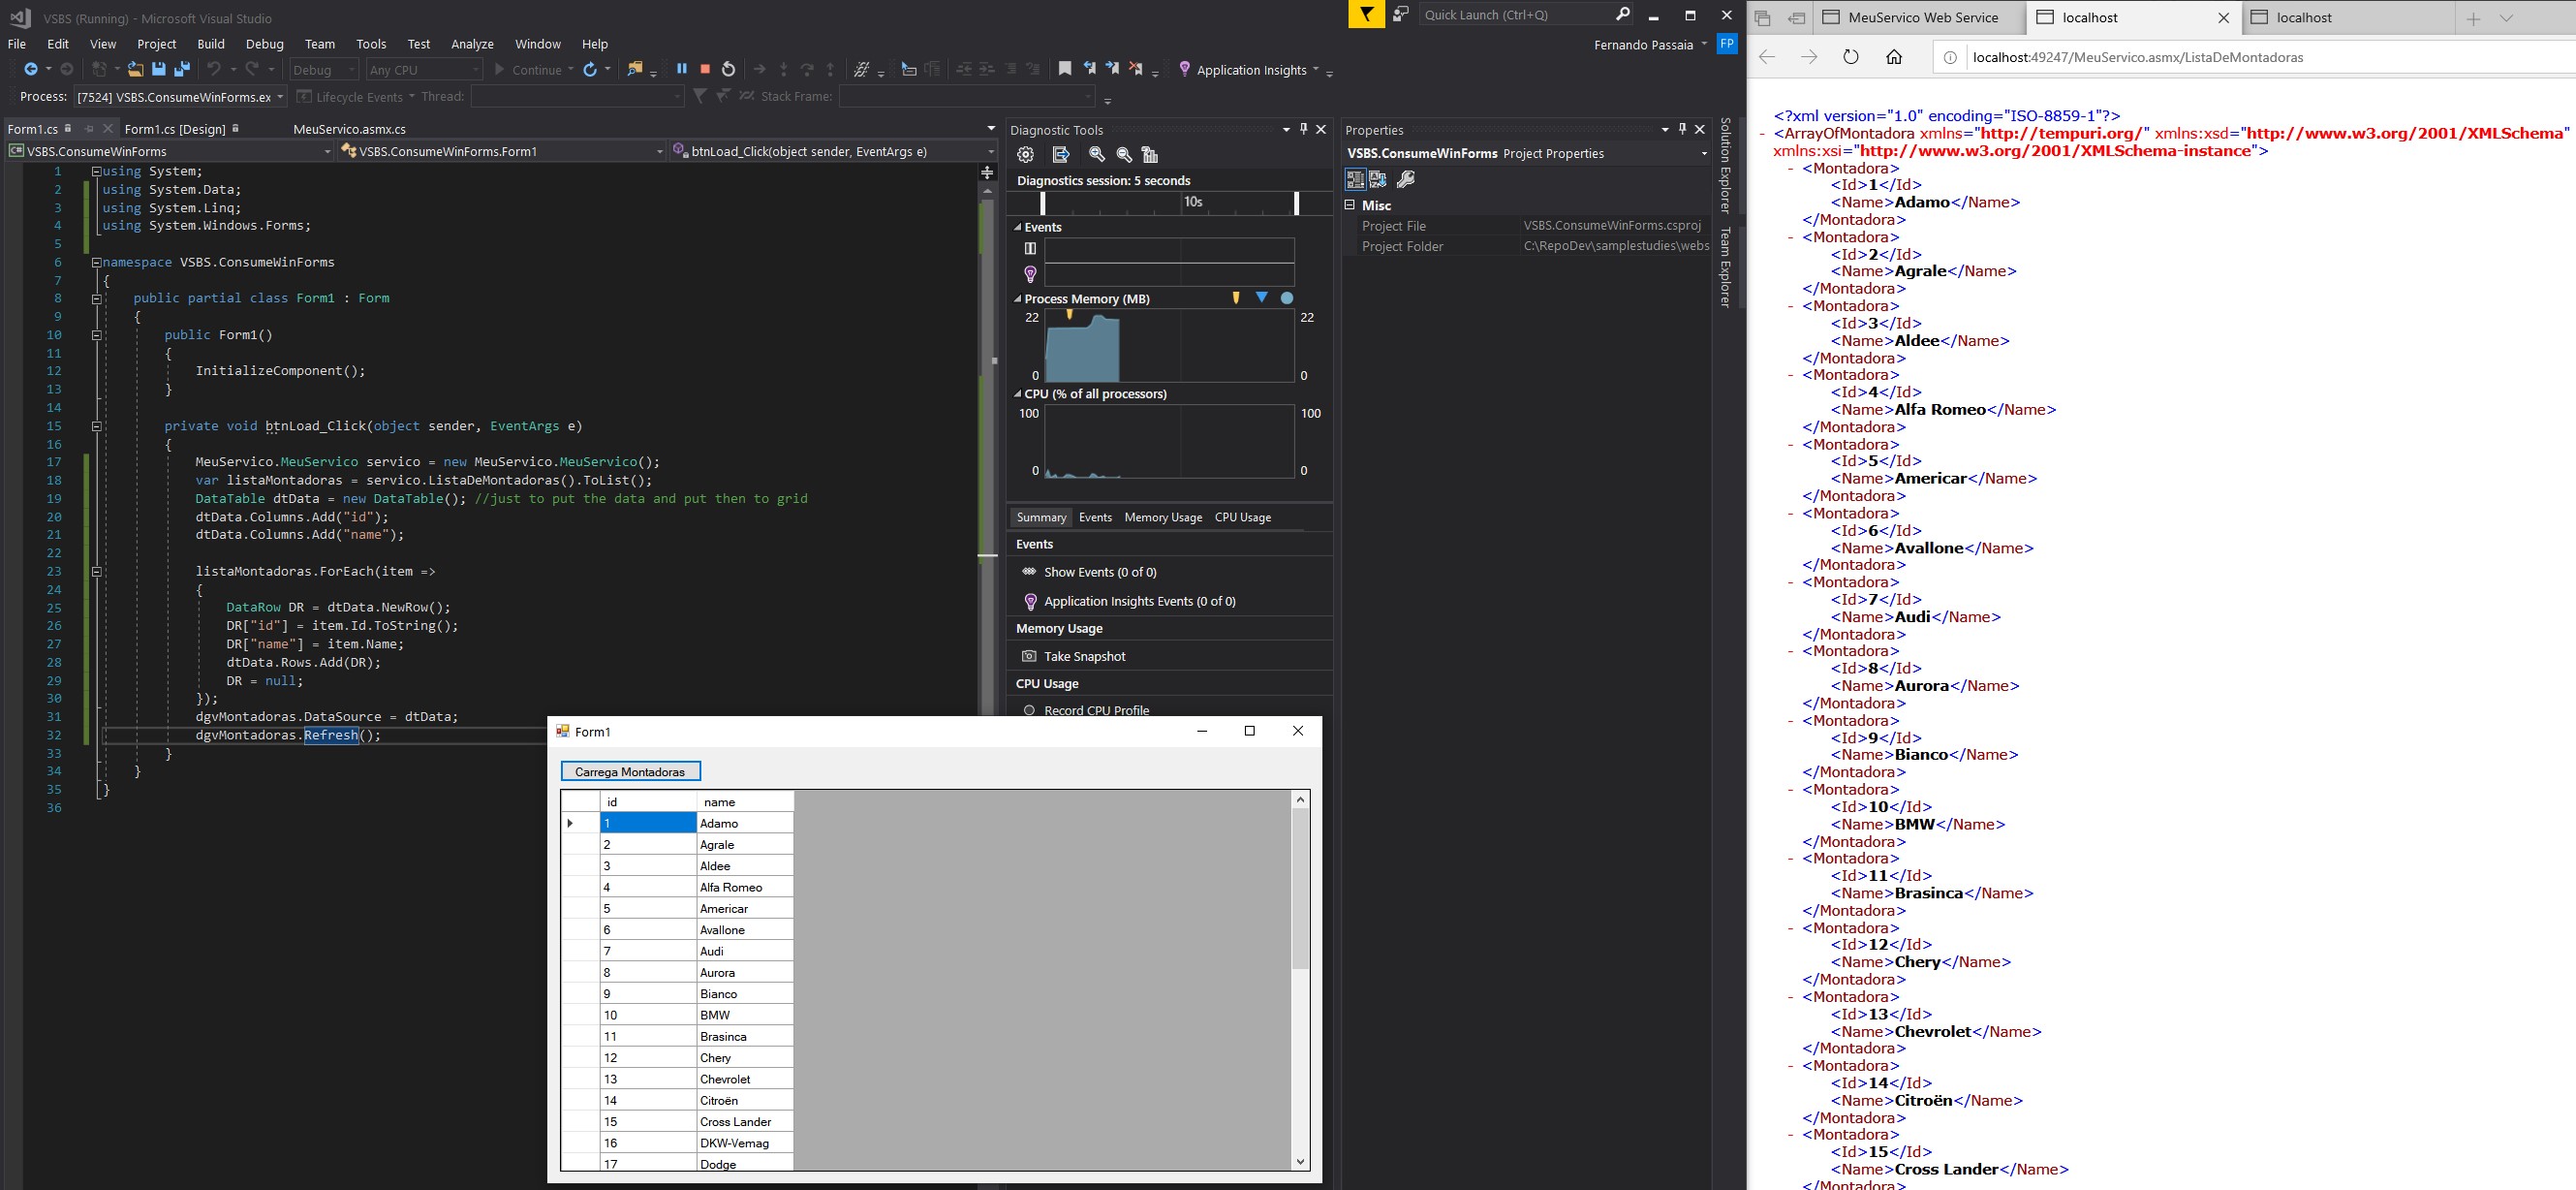 VSBS (Running) - Microsoft Visual Studio
Quick Launch (Ctrl+Q)
File Edit View Project Build Debug Team Tools Test Analyze Window Help
Fernando Passaia FP
Debug Any CPU Continue Application Insights
Process: [7524] VSBS.ConsumeWinForms.ex Lifecycle Events Thread: Stack Frame:
Form1.cs Form1.cs [Design] MeuServico.asmx.cs
VSBS.ConsumeWinForms VSBS.ConsumeWinForms.Form1 btnLoad_Click(object sender, EventArgs e)
1 using System;
2 using System.Data;
3 using System.Linq;
4 using System.Windows.Forms;
5
6 namespace VSBS.ConsumeWinForms
7 {
8 public partial class Form1 : Form
9 {
10 public Form1()
11 {
12 InitializeComponent();
13 }
14
15 private void btnLoad_Click(object sender, EventArgs e)
16 {
17 MeuServico.MeuServico servico = new MeuServico.MeuServico();
18 var listaMontadoras = servico.ListaDeMontadoras().ToList();
19 DataTable dtData = new DataTable(); //just to put the data and put then to grid
20 dtData.Columns.Add("id");
21 dtData.Columns.Add("name");
22
23 listaMontadoras.ForEach(item =>
24 {
25 DataRow DR = dtData.NewRow();
26 DR["id"] = item.Id.ToString();
27 DR["name"] = item.Name;
28 dtData.Rows.Add(DR);
29 DR = null;
30 });
31 dgvMontadoras.DataSource = dtData;
32 dgvMontadoras.Refresh();
33 }
34 }
35 }
36
Form1
Carrega Montadoras
id name
1 Adamo
2 Agrale
3 Aldee
4 Alfa Romeo
5 Americar
6 Avallone
7 Audi
8 Aurora
9 Bianco
10 BMW
11 Brasinca
12 Chery
13 Chevrolet
14 Citroën
15 Cross Lander
16 DKW-Vemag
17 Dodge
Diagnostic Tools
Diagnostics session: 5 seconds
10s
Events
Process Memory (MB)
22 22
0 0
CPU (% of all processors)
100 100
0 0
Summary Events Memory Usage CPU Usage
Events
Show Events (0 of 0)
Application Insights Events (0 of 0)
Memory Usage
Take Snapshot
CPU Usage
Record CPU Profile
Properties
VSBS.ConsumeWinForms Project Properties
Misc
Project File VSBS.ConsumeWinForms.csproj
Project Folder C:\RepoDev\samplestudies\webs
Solution Explorer
Team Explorer
MeuServico Web Service localhost localhost
localhost:49247/MeuServico.asmx/ListaDeMontadoras
<?xml version="1.0" encoding="ISO-8859-1"?>
- <ArrayOfMontadora xmlns="http://tempuri.org/" xmlns:xsd="http://www.w3.org/2001/XMLSchema"
xmlns:xsi="http://www.w3.org/2001/XMLSchema-instance">
- <Montadora>
<Id>1</Id>
<Name>Adamo</Name>
</Montadora>
- <Montadora>
<Id>2</Id>
<Name>Agrale</Name>
</Montadora>
- <Montadora>
<Id>3</Id>
<Name>Aldee</Name>
</Montadora>
- <Montadora>
<Id>4</Id>
<Name>Alfa Romeo</Name>
</Montadora>
- <Montadora>
<Id>5</Id>
<Name>Americar</Name>
</Montadora>
- <Montadora>
<Id>6</Id>
<Name>Avallone</Name>
</Montadora>
- <Montadora>
<Id>7</Id>
<Name>Audi</Name>
</Montadora>
- <Montadora>
<Id>8</Id>
<Name>Aurora</Name>
</Montadora>
- <Montadora>
<Id>9</Id>
<Name>Bianco</Name>
</Montadora>
- <Montadora>
<Id>10</Id>
<Name>BMW</Name>
</Montadora>
- <Montadora>
<Id>11</Id>
<Name>Brasinca</Name>
</Montadora>
- <Montadora>
<Id>12</Id>
<Name>Chery</Name>
</Montadora>
- <Montadora>
<Id>13</Id>
<Name>Chevrolet</Name>
</Montadora>
- <Montadora>
<Id>14</Id>
<Name>Citroën</Name>
</Montadora>
- <Montadora>
<Id>15</Id>
<Name>Cross Lander</Name>
</Montadora>